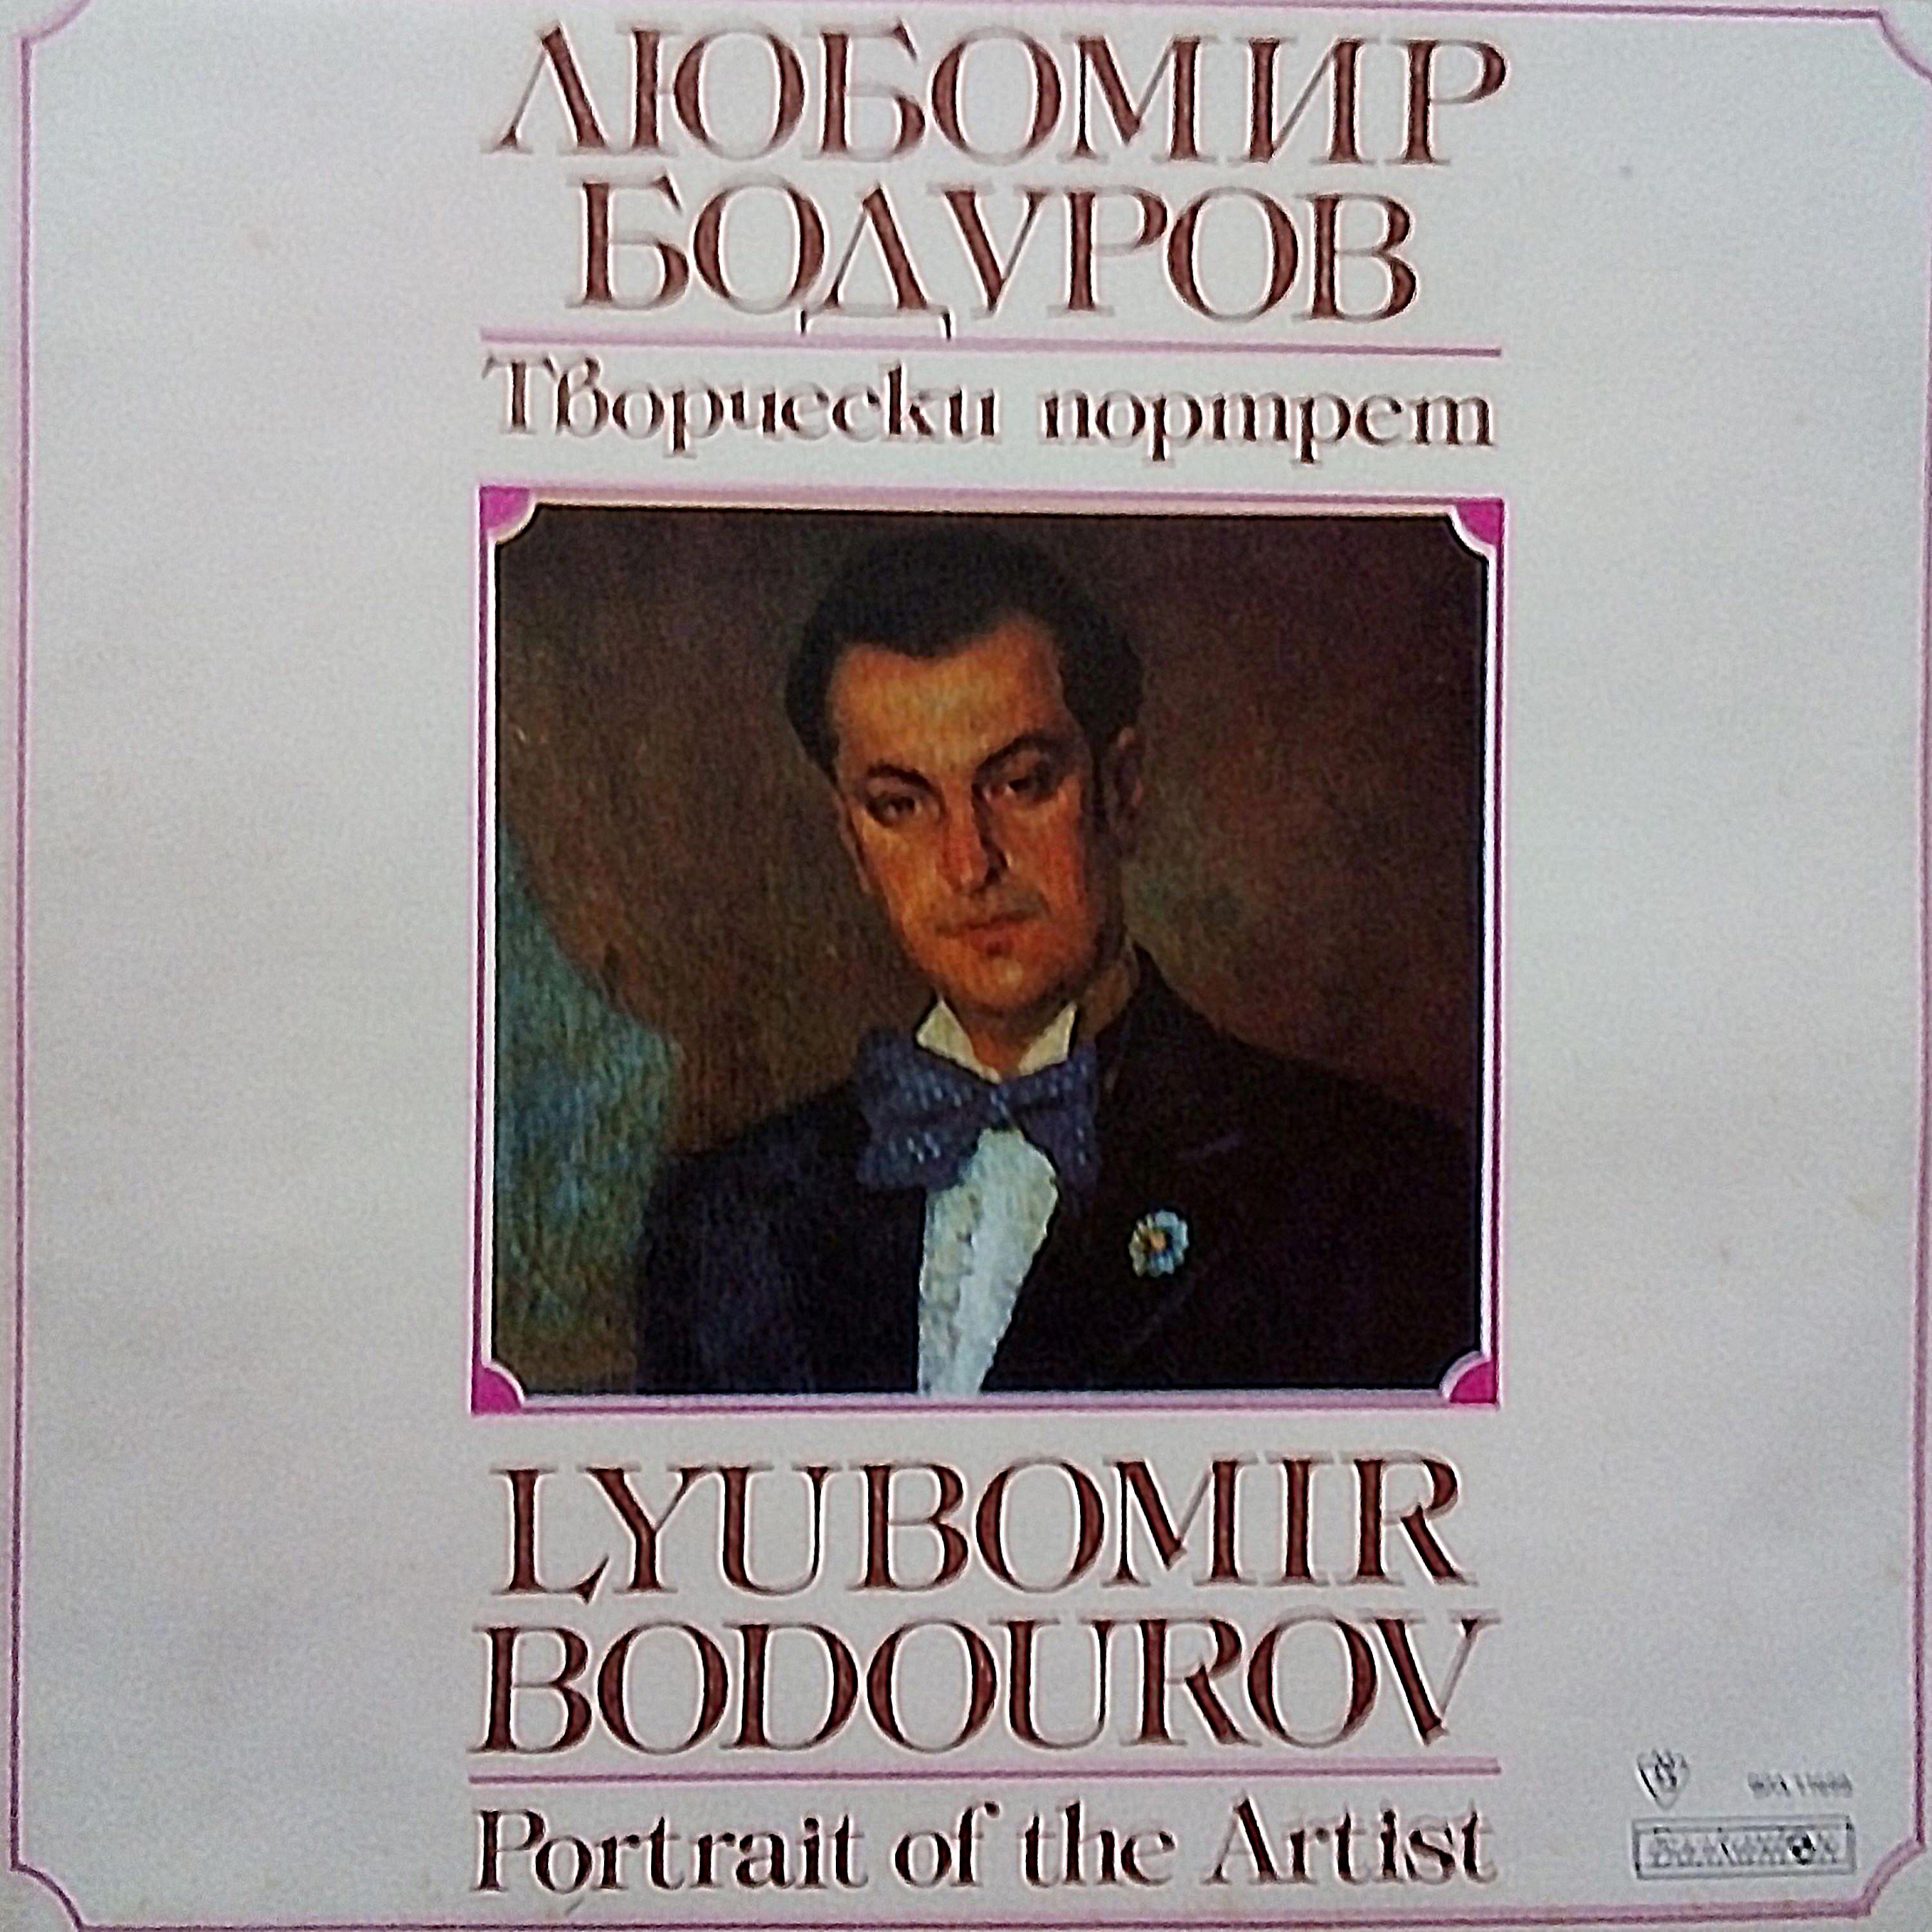 ЛЮБОМИР
БОДУРОВ
Творчески портрет
LYUBOMIR
BODOUROV
Portrait of the Artist